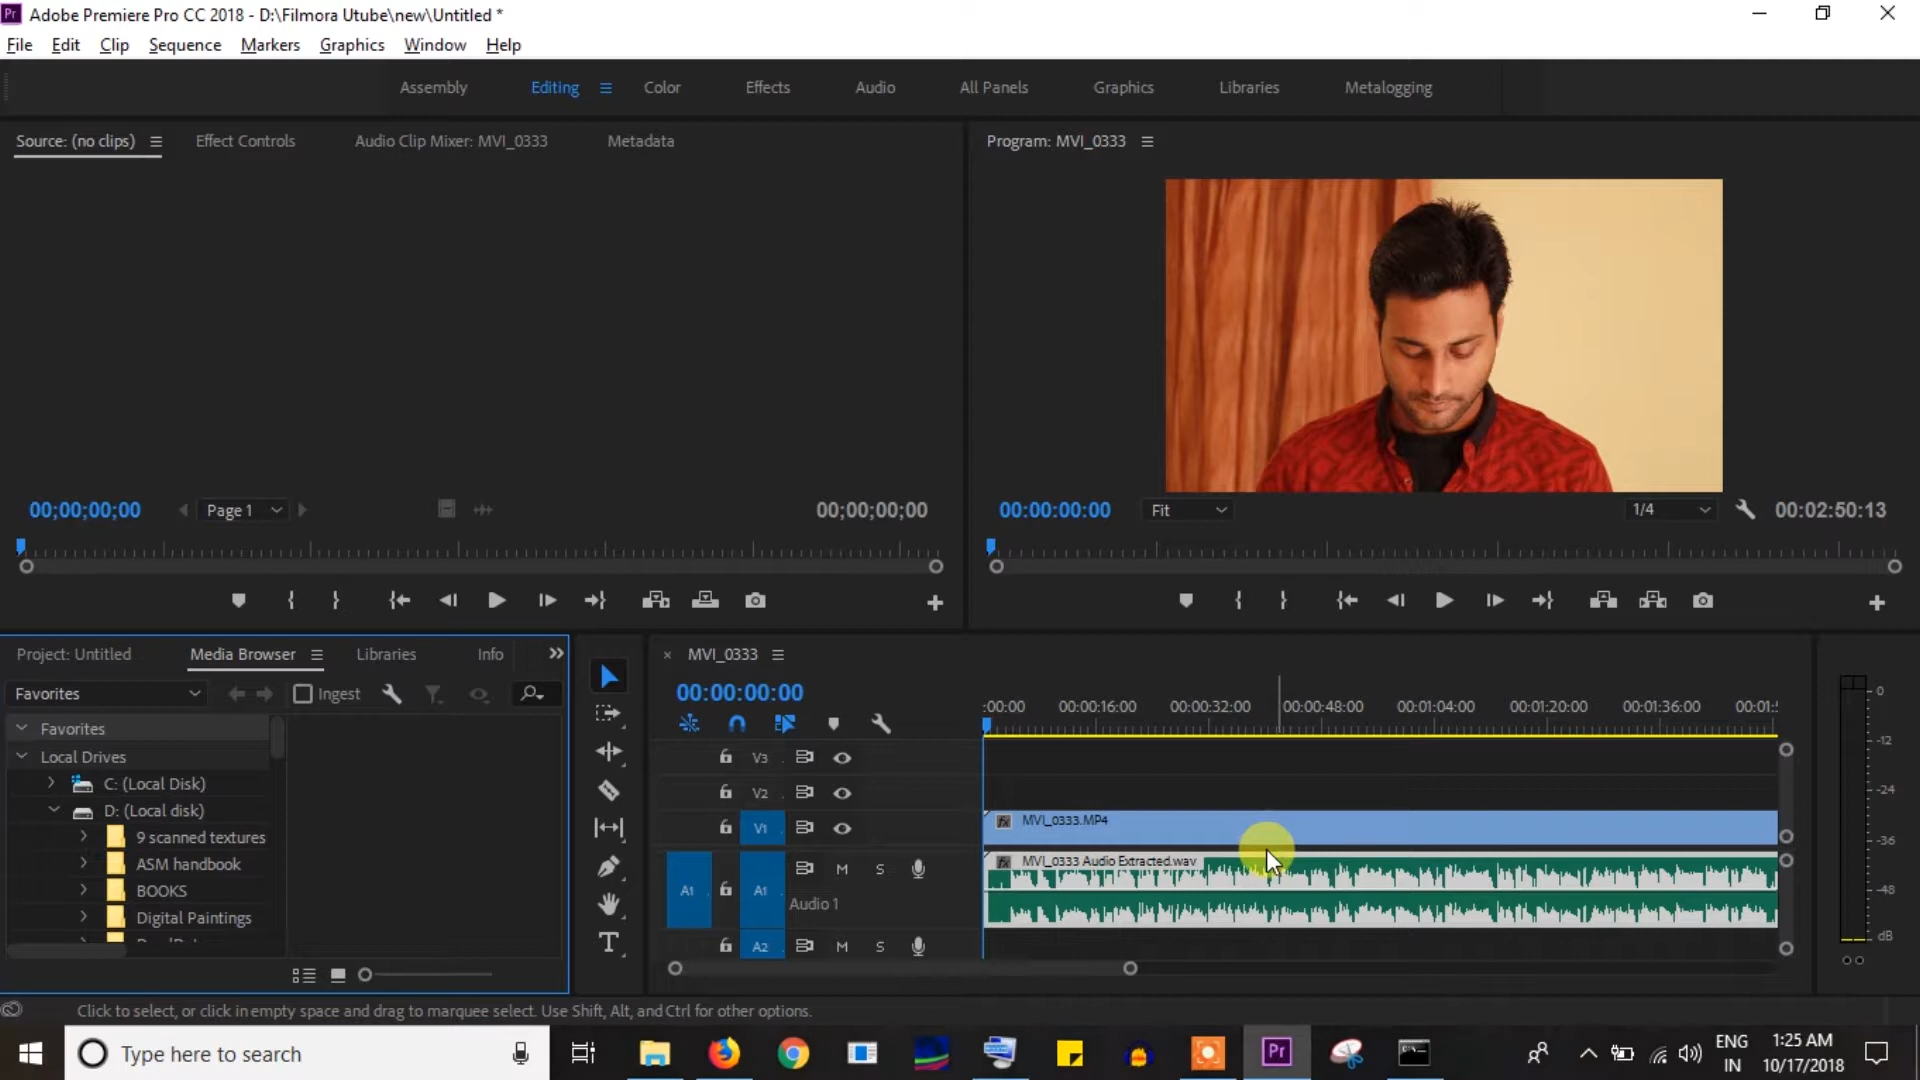 Pr Adobe Premiere Pro CC 2018 - D:\Filmora Utube\new\Untitled *
File Edit Clip Sequence Markers Graphics Window Help
Assembly Editing Color Effects Audio All Panels Graphics Libraries Metalogging
Source: (no clips) Effect Controls Audio Clip Mixer: MVI_0333 Metadata
Program: MVI_0333
00;00;00;00 Page 1 00;00;00;00
00:00:00:00 Fit 1/4 00:02:50:13
Project: Untitled Media Browser Libraries Info
Favorites Ingest
Favorites
Local Drives
C: (Local Disk)
D: (Local disk)
9 scanned textures
ASM handbook
BOOKS
Digital Paintings
MVI_0333
00:00:00:00
:00:00 00:00:16:00 00:00:32:00 00:00:48:00 00:01:04:00 00:01:20:00 00:01:36:00 00:01:5
V3
V2
V1 MVI_0333.MP4
A1 A1 M S MVI_0333 Audio Extracted.wav
Audio 1
A2 M S
0
-12
-24
-36
-48
dB
Click to select, or click in empty space and drag to marquee select. Use Shift, Alt, and Ctrl for other options.
Type here to search
Pr
ENG
IN
1:25 AM
10/17/2018